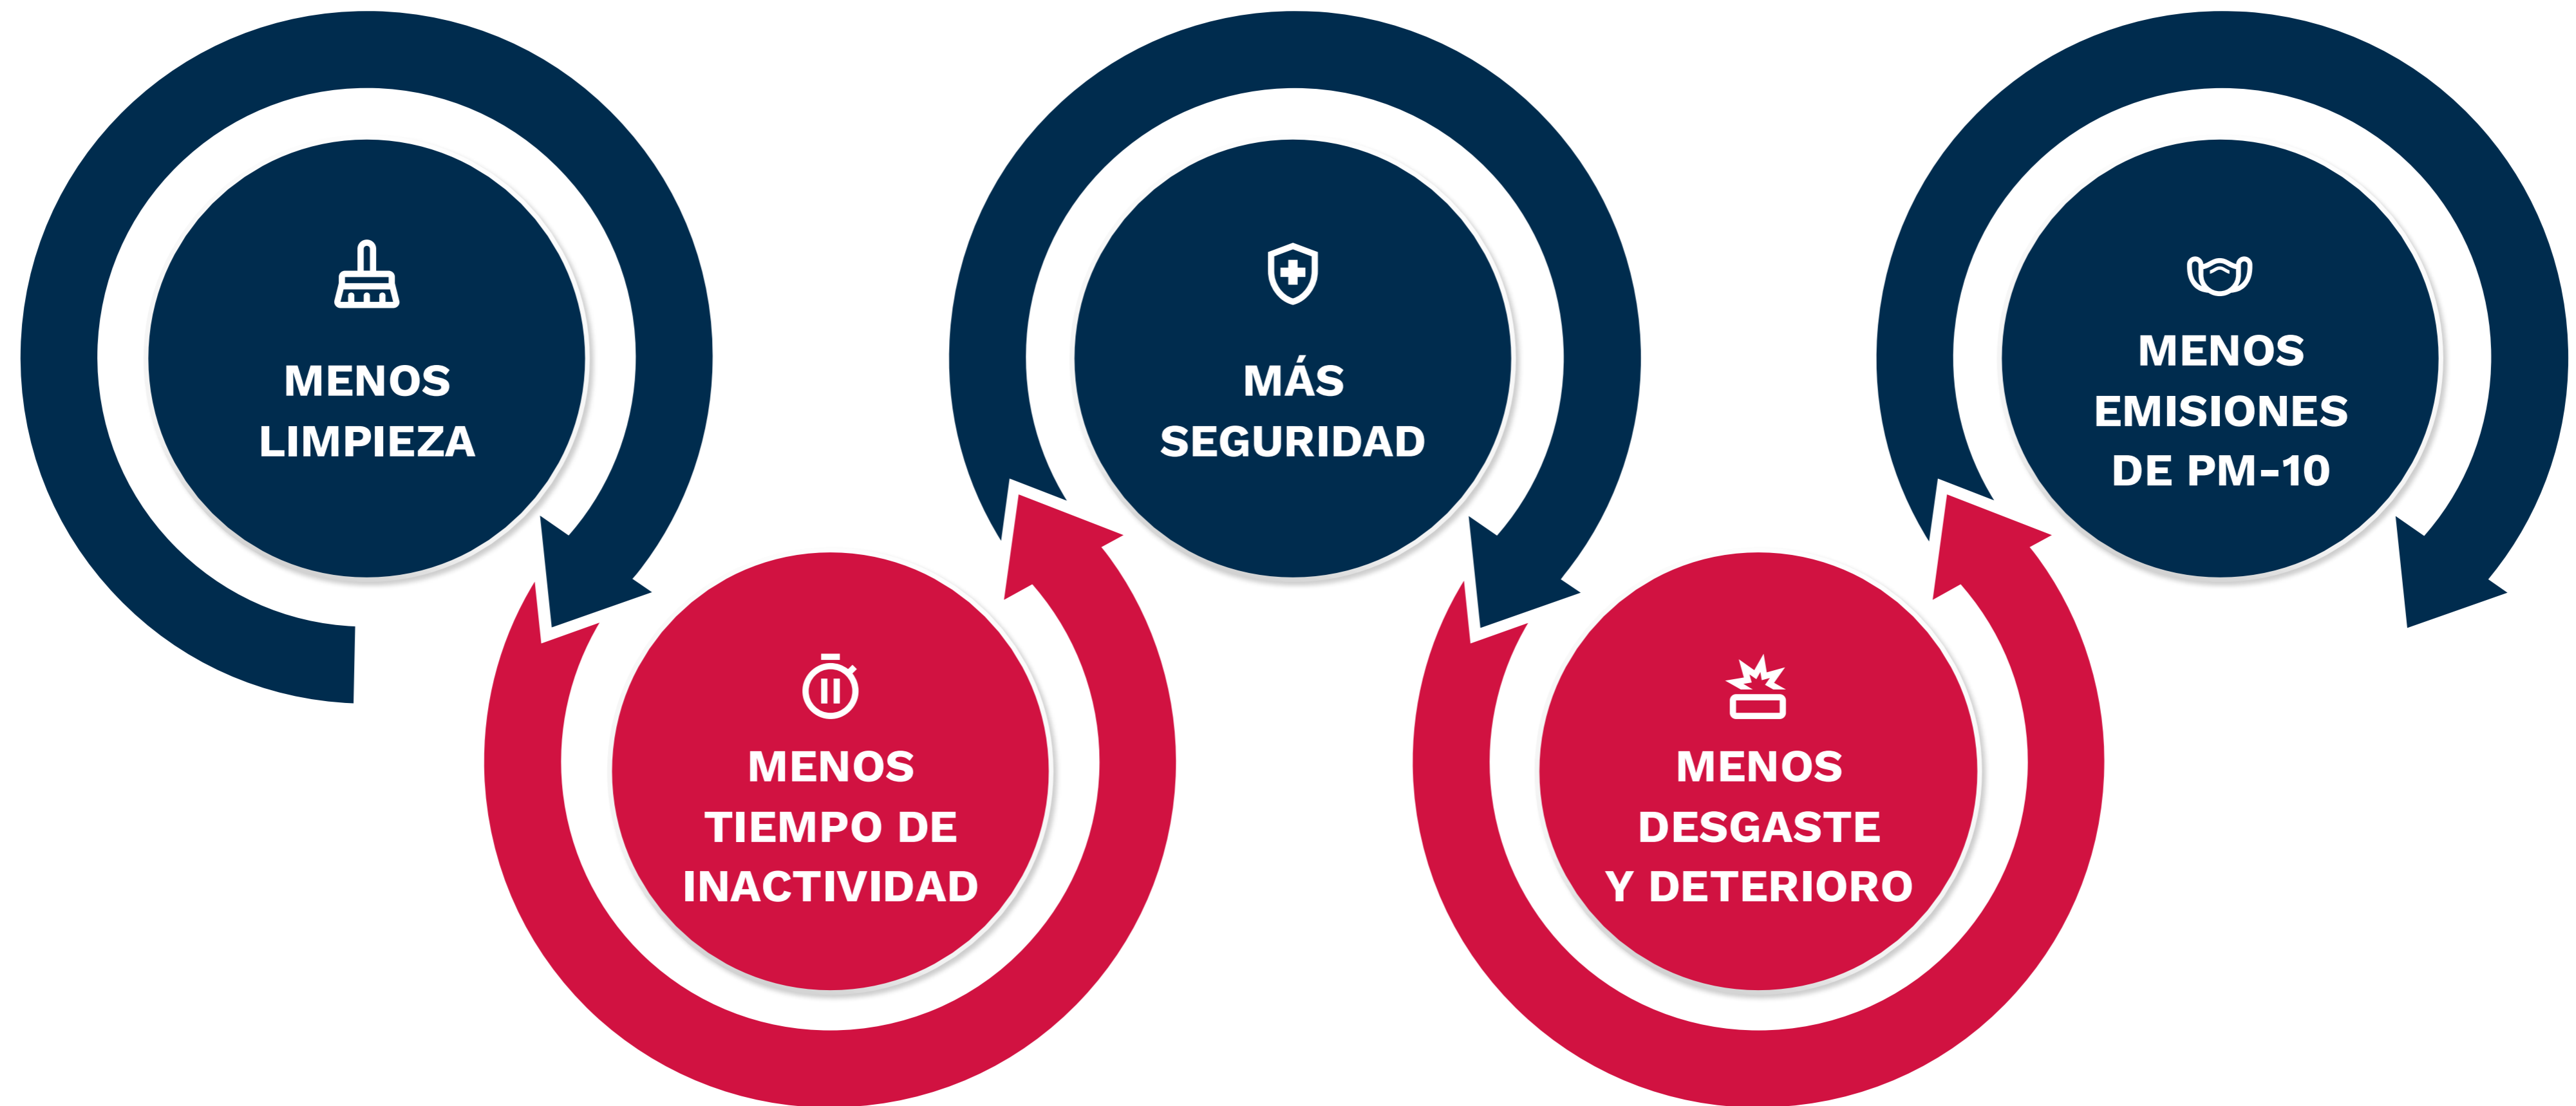 MENOS
LIMPIEZA
MENOS
TIEMPO DE
INACTIVIDAD
MÁS
SEGURIDAD
MENOS
DESGASTE
Y DETERIORO
MENOS
EMISIONES
DE PM-10